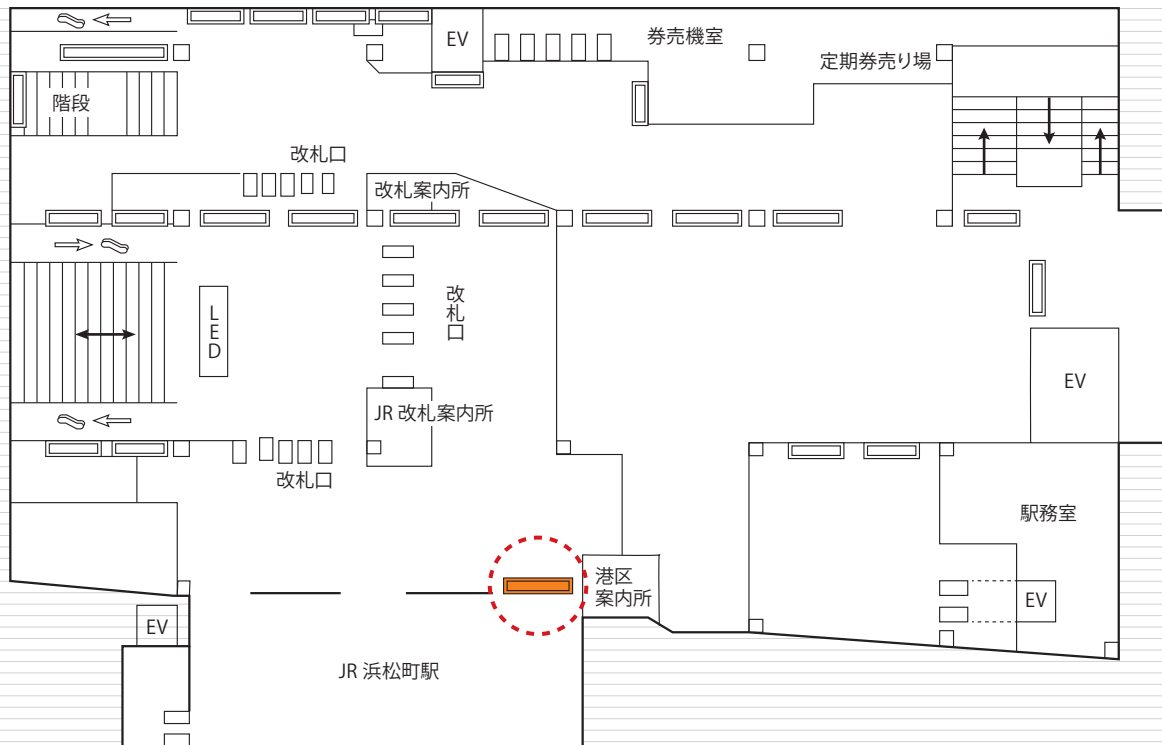 EV
券売機室
定期券売り場
階段
改札口
改札案内所
改札口
LED
EV
JR 改札案内所
改札口
駅務室
港区
案内所
EV
EV
JR 浜松町駅